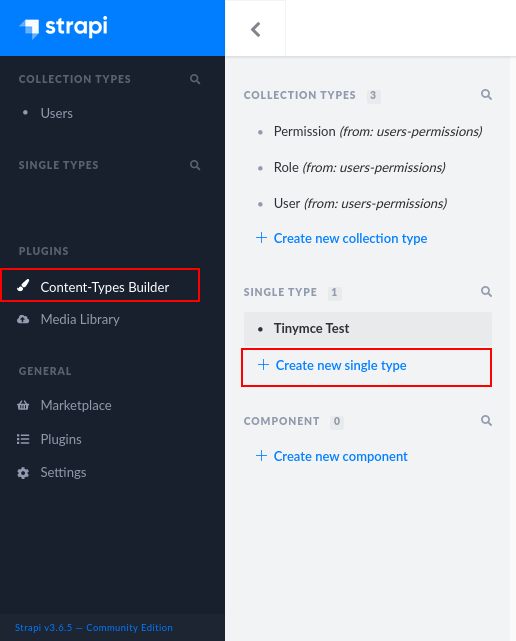 strapi
COLLECTION TYPES
Users
SINGLE TYPES
PLUGINS
Content-Types Builder
Media Library
GENERAL
Marketplace
Plugins
Settings
Strapi v3.6.5 — Community Edition
COLLECTION TYPES 3
Permission (from: users-permissions)
Role (from: users-permissions)
User (from: users-permissions)
Create new collection type
SINGLE TYPE 1
Tinymce Test
Create new single type
COMPONENT 0
Create new component